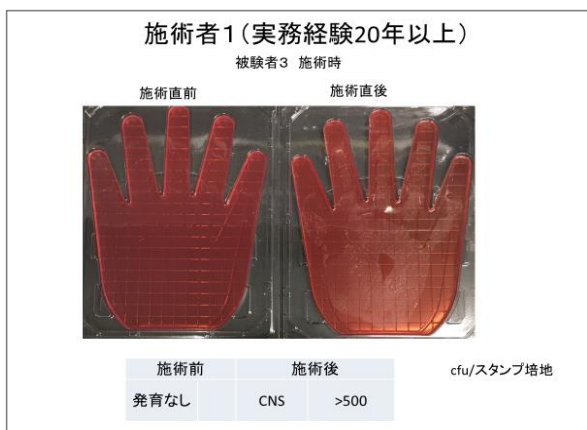 施術者1(実務経験20年以上)
被験者3 施術時
施術直前 施術直後
施術前 施術後 cfu/スタンプ培地
発育なし CNS >500